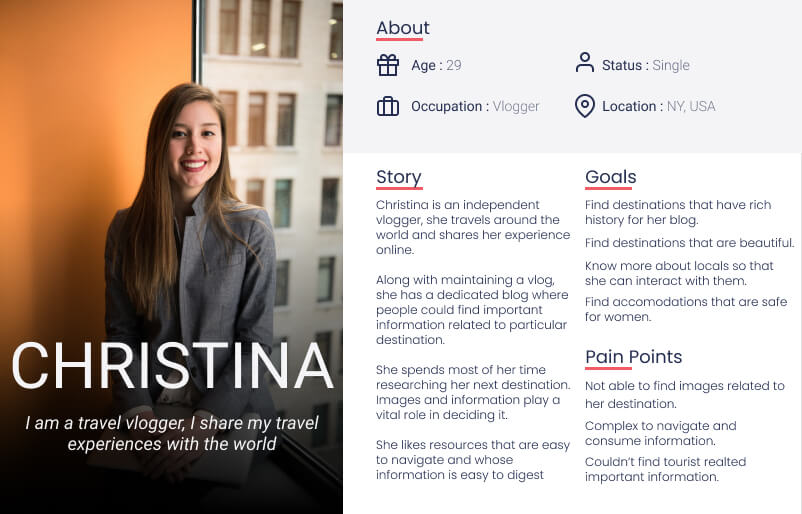 CHRISTINA
I am a travel vlogger, I share my travel
experiences with the world
About
Age : 29
Status : Single
Occupation : Vlogger
Location : NY, USA
Story
Christina is an independent
vlogger, she travels around the
world and shares her experience
online.
Along with maintaining a vlog,
she has a dedicated blog where
people could find important
information related to particular
destination.
She spends most of her time
researching her next destination.
Images and information play a
vital role in deciding it.
She likes resources that are easy
to navigate and whose
information is easy to digest
Goals
Find destinations that have rich
history for her blog.
Find destinations that are beautiful.
Know more about locals so that
she can interact with them.
Find accomodations that are safe
for women.
Pain Points
Not able to find images related to
her destination.
Complex to navigate and
consume information.
Couldn't find tourist realted
important information.